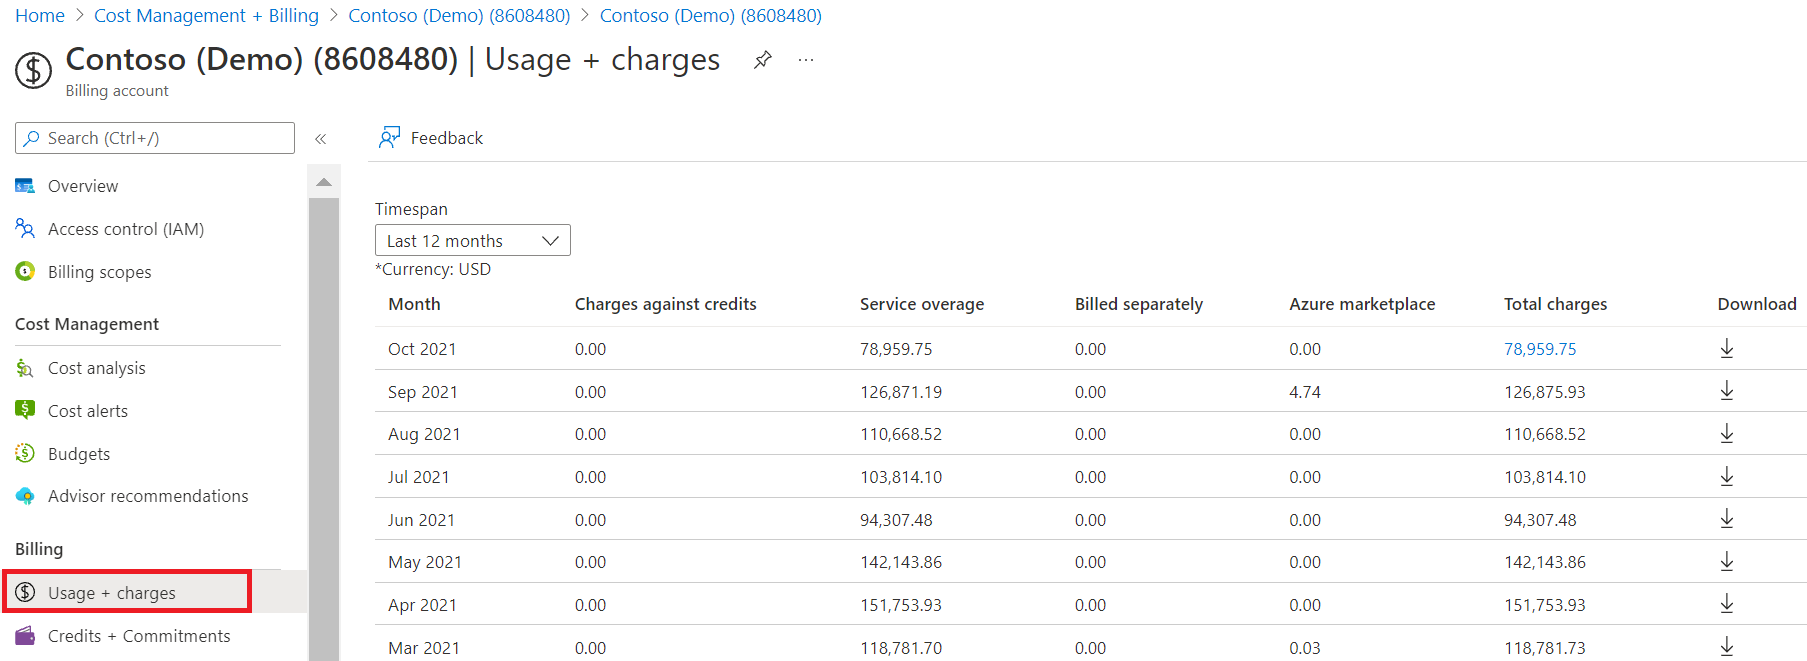 Home > Cost Management + Billing > Contoso (Demo) (8608480) > Contoso (Demo) (8608480)
Contoso (Demo) (8608480) | Usage + charges ...
Billing account
Search (Ctrl+/) «
Overview
Access control (IAM)
Billing scopes
Cost Management
Cost analysis
Cost alerts
Budgets
Advisor recommendations
Billing
Usage + charges
Credits + Commitments
Feedback
Timespan
Last 12 months
*Currency: USD
Month Charges against credits Service overage Billed separately Azure marketplace Total charges Download
Oct 2021 0.00 78,959.75 0.00 0.00 78,959.75
Sep 2021 0.00 126,871.19 0.00 4.74 126,875.93
Aug 2021 0.00 110,668.52 0.00 0.00 110,668.52
Jul 2021 0.00 103,814.10 0.00 0.00 103,814.10
Jun 2021 0.00 94,307.48 0.00 0.00 94,307.48
May 2021 0.00 142,143.86 0.00 0.00 142,143.86
Apr 2021 0.00 151,753.93 0.00 0.00 151,753.93
Mar 2021 0.00 118,781.70 0.00 0.03 118,781.73